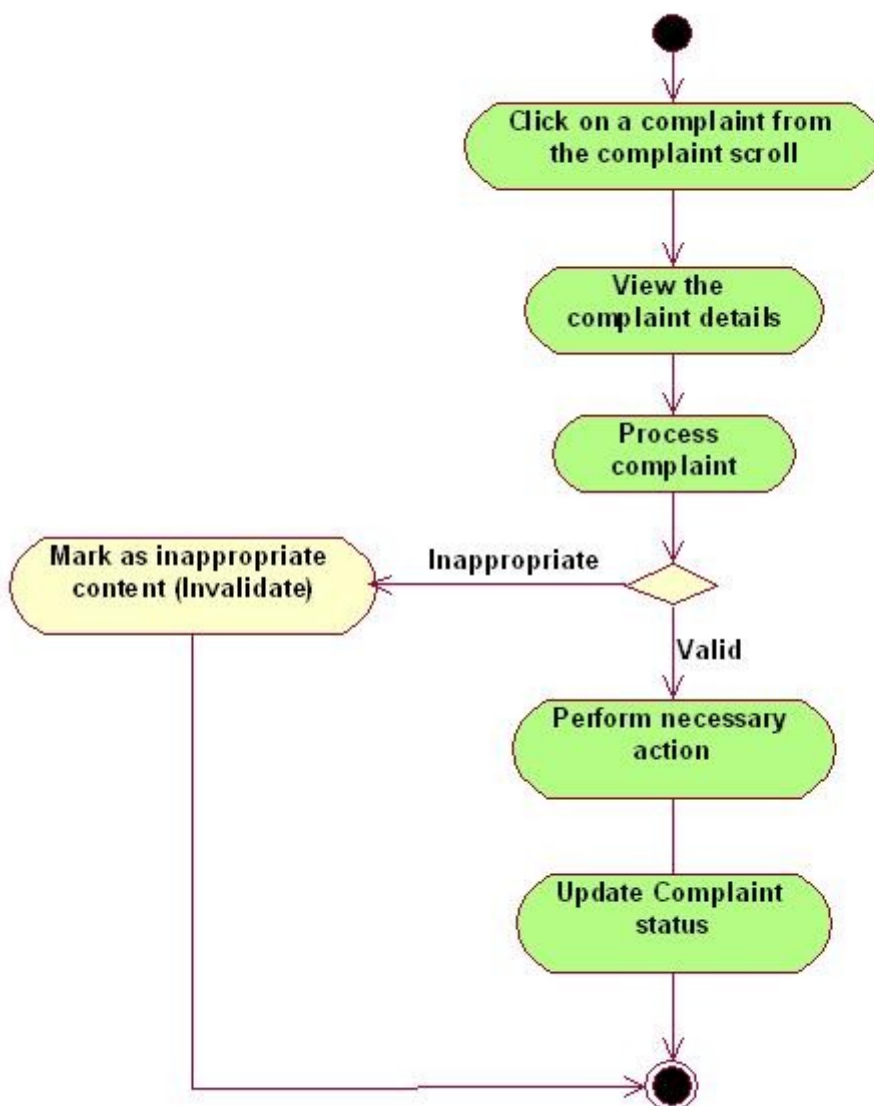 Click on a complaint from
the complaint scroll
View the
complaint details
Process
complaint
Mark as inappropriate
content (Invalidate)
Inappropriate
Valid
Perform necessary
action
Update Complaint
status